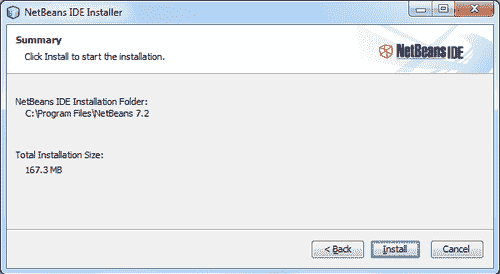 NetBeans IDE Installer
Summary
Click Install to start the installation.
NetBeans IDE
NetBeans IDE Installation Folder:
C:\Program Files\NetBeans 7.2
Total Installation Size:
167.3 MB
< Back
Install
Cancel